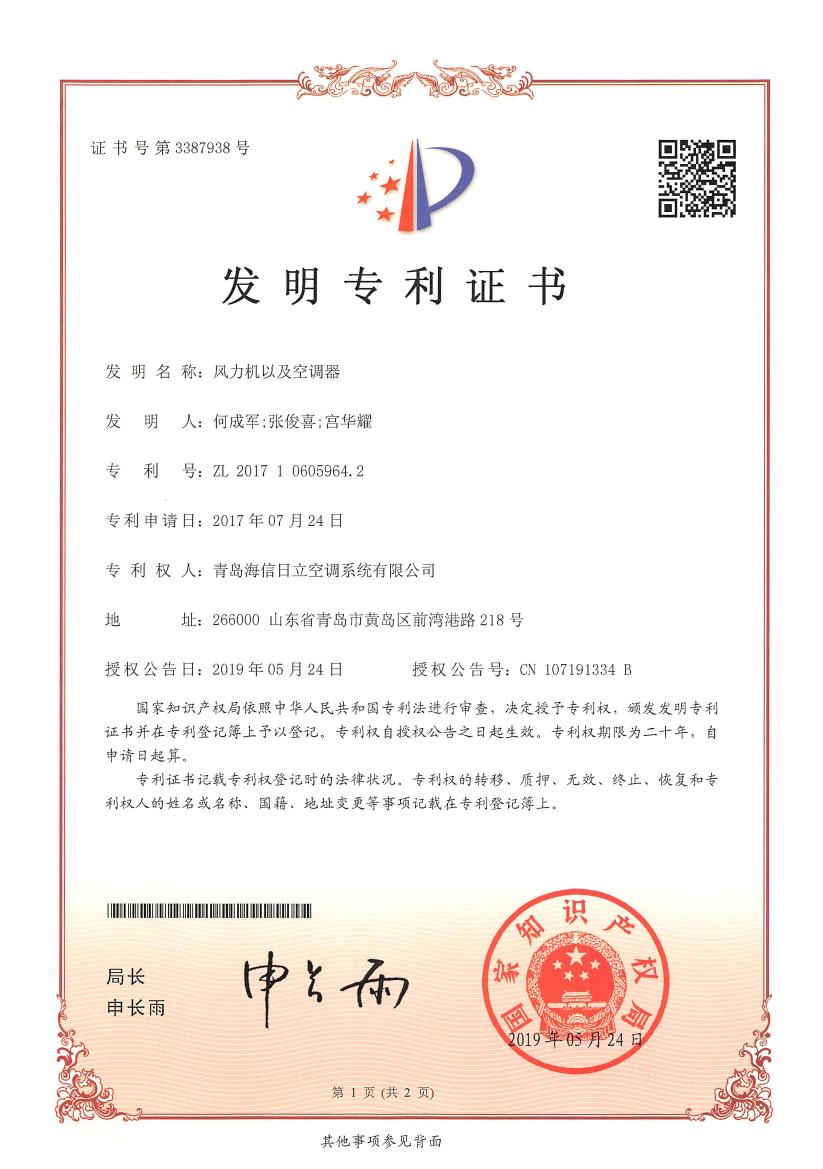 证书号第3387938号
发明专利证书
发明名称：风力机以及空调器
发明人：何成军;张俊喜;宫华耀
专利号：ZL 2017 1 0605964.2
专利申请日：2017年07月24日
专利权人：青岛海信日立空调系统有限公司
地址：266000 山东省青岛市黄岛区前湾港路218号
授权公告日：2019年05月24日 授权公告号：CN 107191334 B
国家知识产权局依照中华人民共和国专利法进行审查，决定授予专利权，颁发发明专利
证书并在专利登记簿上予以登记。专利权自授权公告之日起生效。专利权期限为二十年，自
申请日起算。
专利证书记载专利权登记时的法律状况。专利权的转移、质押、无效、终止、恢复和专
利权人的姓名或名称、国籍、地址变更等事项记载在专利登记簿上。
局长
申长雨
申长雨
国家知识产权局
2019年05月24日
第 1 页 (共 2 页)
其他事项参见背面